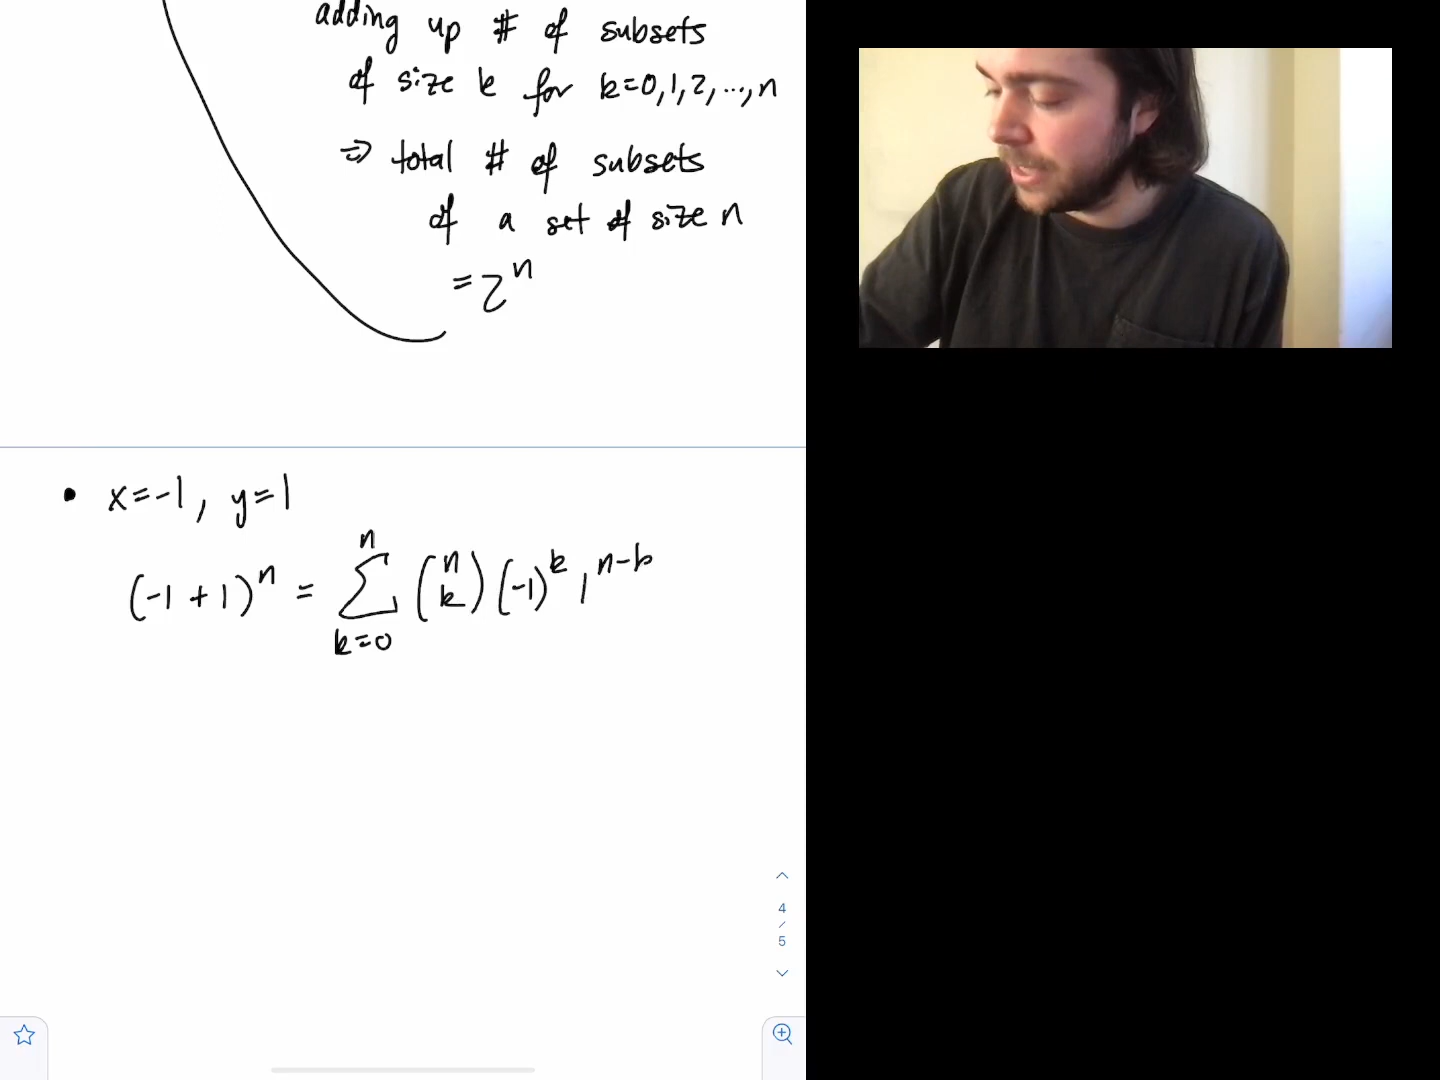 adding up # of subsets
of size k for k=0,1,2,...,n
⇒ total # of subsets
of a set of size n
= 2^n
• x=-1, y=1
(-1+1)^n = ∑_{k=0}^{n} (n k) (-1)^k 1^{n-k}
4
/
5